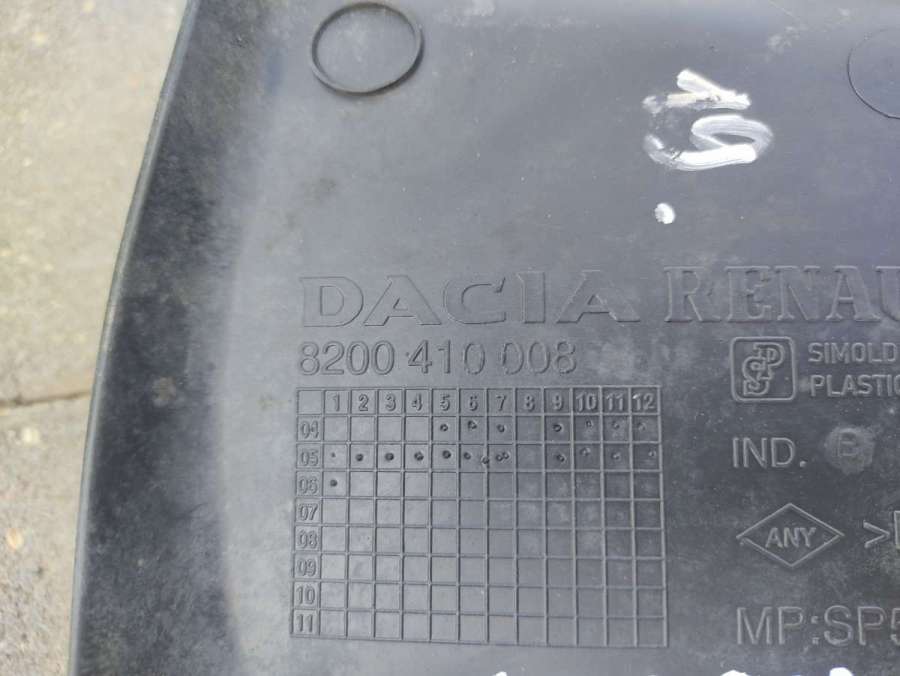 DACIA RENAU
8200 410 008
SIMOLD
PLASTIC
1 2 3 4 5 6 7 8 9 10 11 12
04
05
06
07
08
09
10
11
IND. B
ANY
MP:SP5